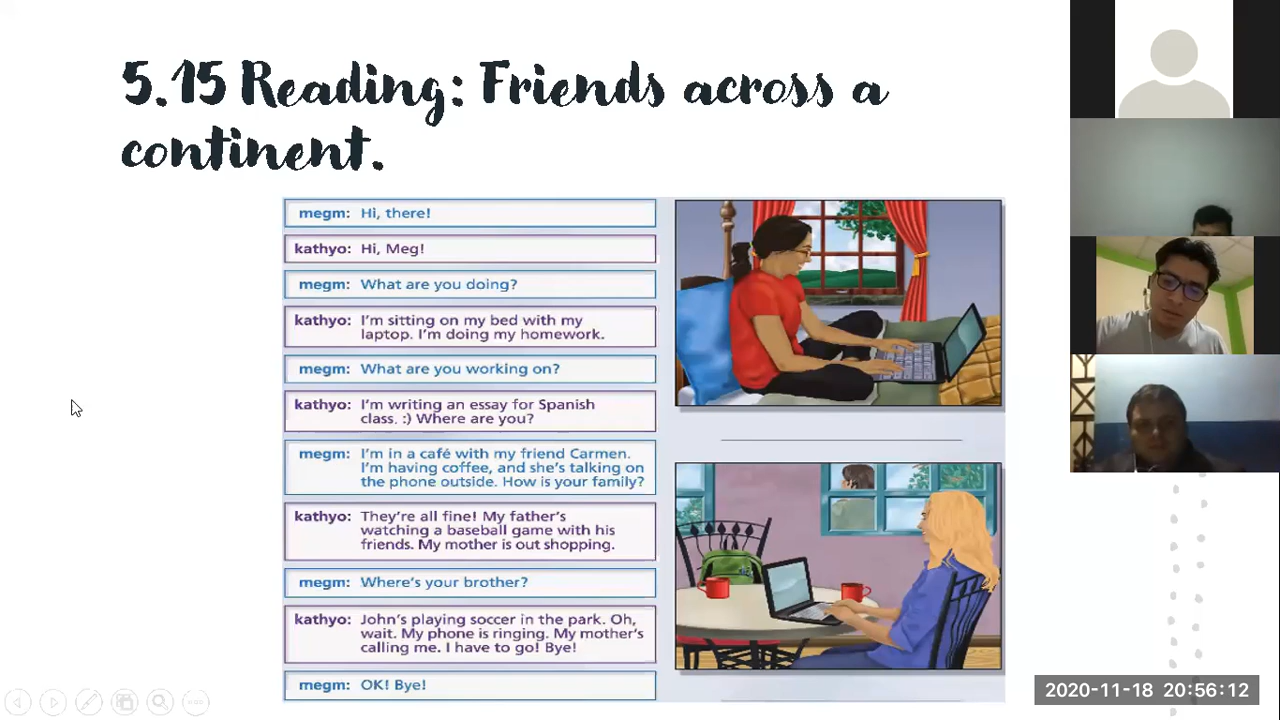 5.15 Reading: Friends across a
continent.
megm: Hi, there!
kathyo: Hi, Meg!
megm: What are you doing?
kathyo: I'm sitting on my bed with my
laptop. I'm doing my homework.
megm: What are you working on?
kathyo: I'm writing an essay for Spanish
class. :) Where are you?
megm: I'm in a café with my friend Carmen.
I'm having coffee, and she's talking on
the phone outside. How is your family?
kathyo: They're all fine! My father's
watching a baseball game with his
friends. My mother is out shopping.
megm: Where's your brother?
kathyo: John's playing soccer in the park. Oh,
wait. My phone is ringing. My mother's
calling me. I have to go! Bye!
megm: OK! Bye!
2020-11-18 20:56:12